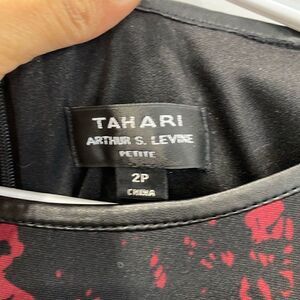 TAHARI
ARTHUR S. LEVINE
PETITE
2P
CHINA